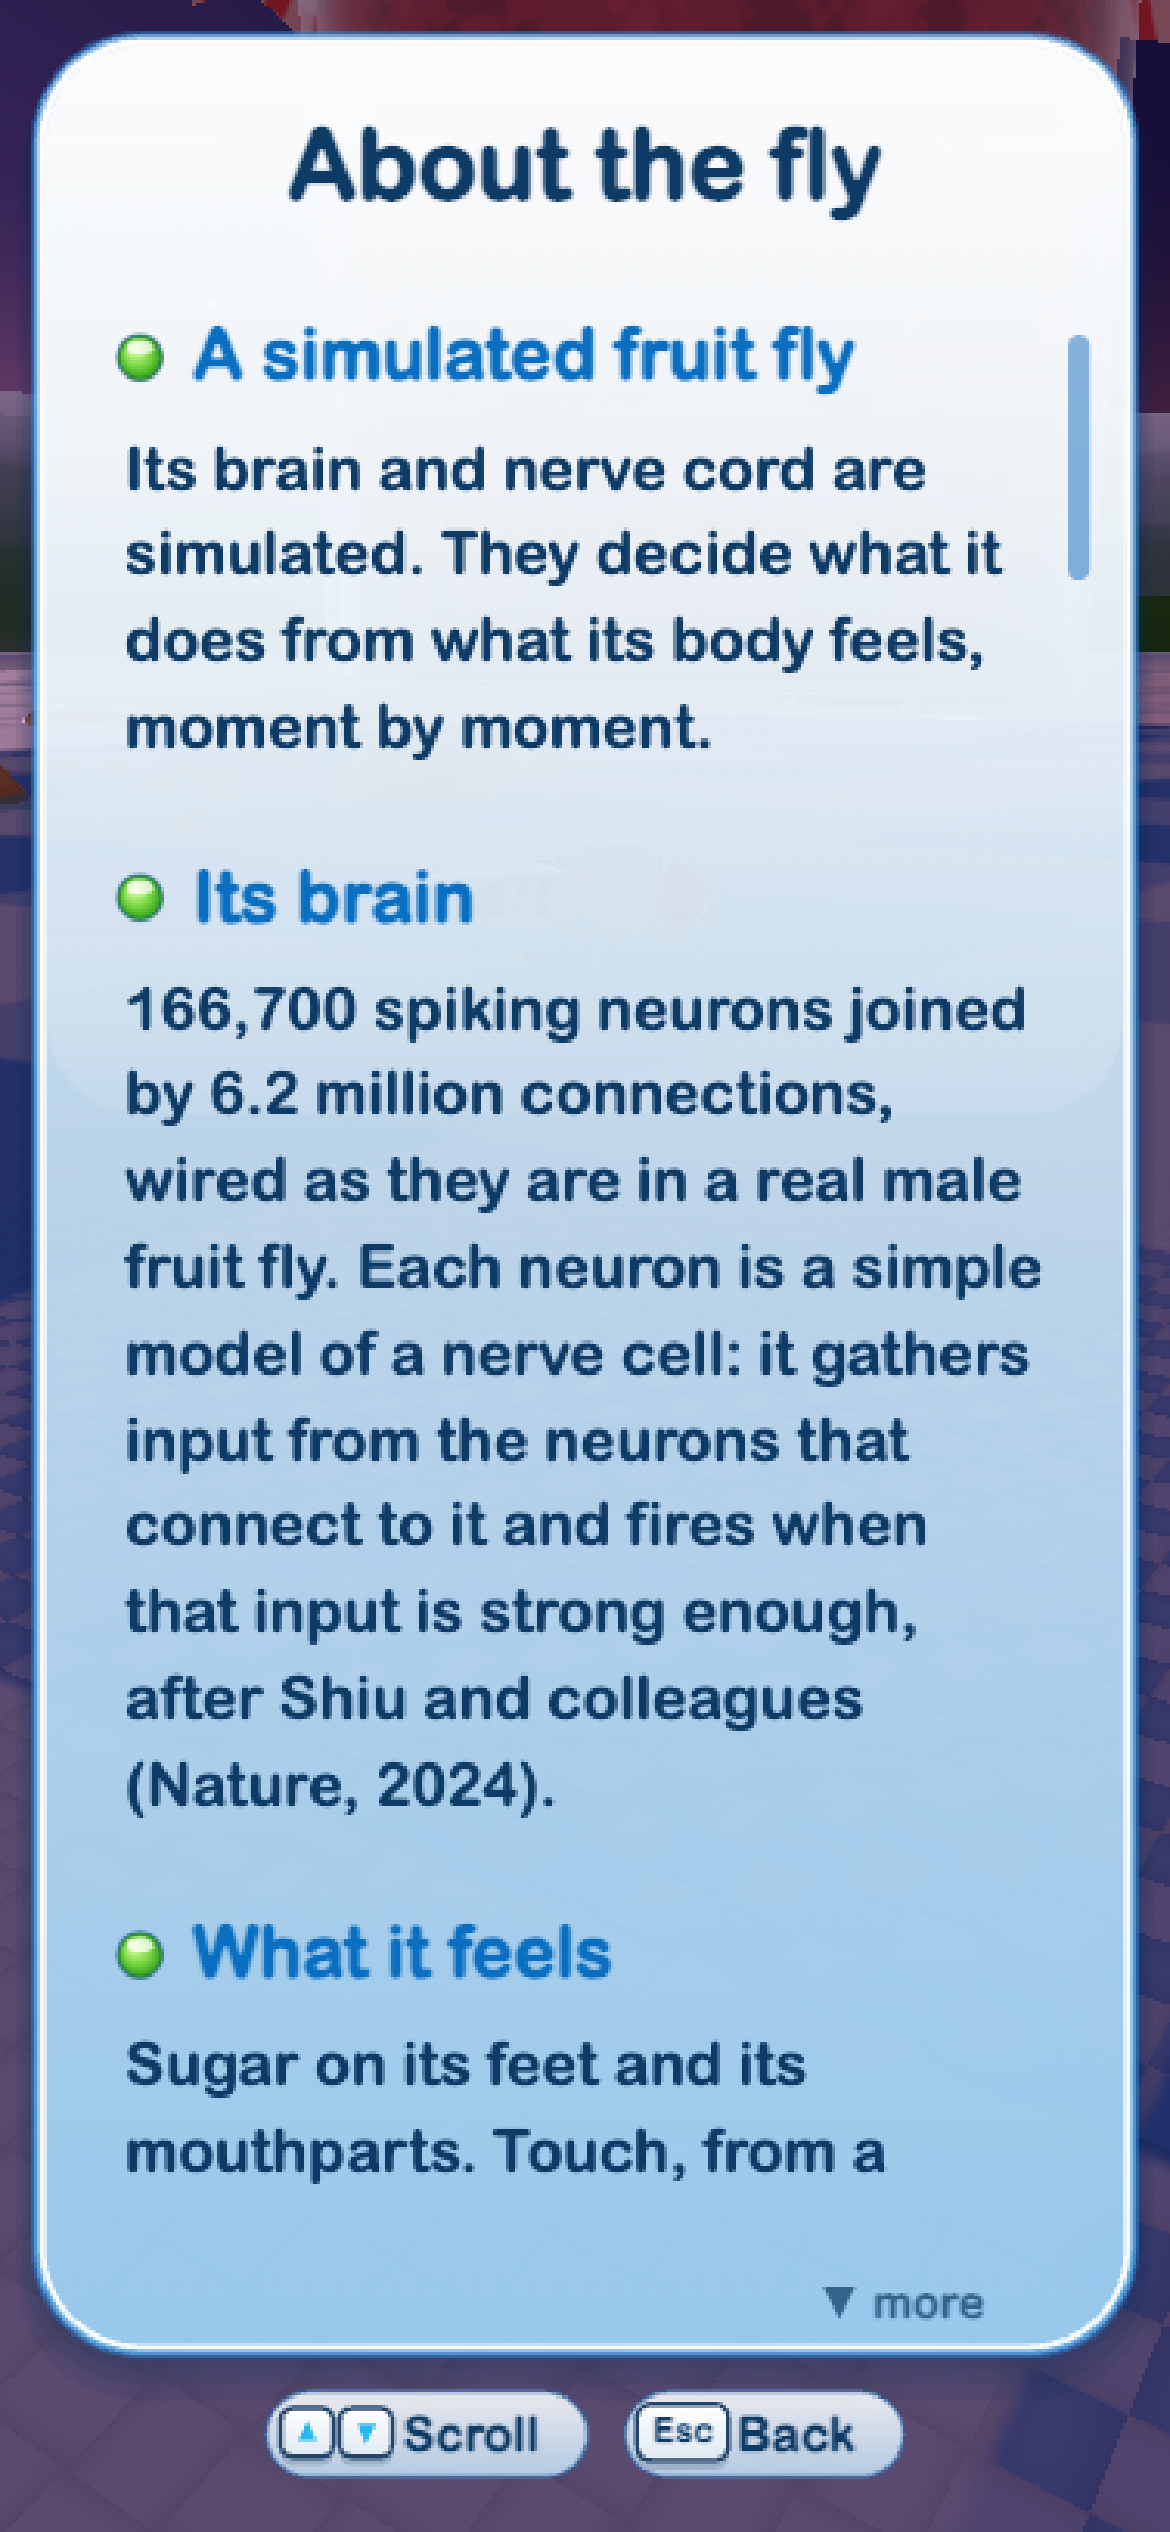 About the fly
A simulated fruit fly
Its brain and nerve cord are
simulated. They decide what it
does from what its body feels,
moment by moment.
Its brain
166,700 spiking neurons joined
by 6.2 million connections,
wired as they are in a real male
fruit fly. Each neuron is a simple
model of a nerve cell: it gathers
input from the neurons that
connect to it and fires when
that input is strong enough,
after Shiu and colleagues
(Nature, 2024).
What it feels
Sugar on its feet and its
mouthparts. Touch, from a
▼ more
▲ ▼ Scroll
Esc Back